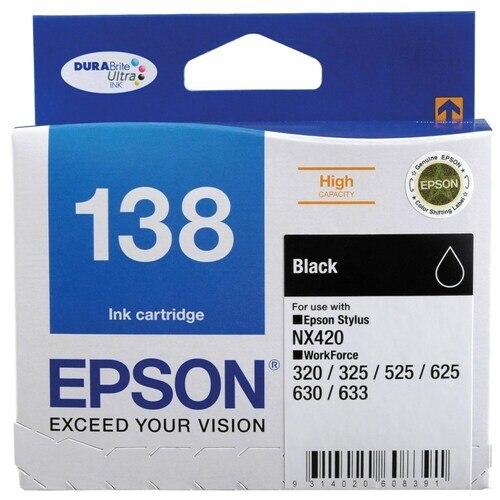 DURABrite
Ultra
INK
138
Ink cartridge
EPSON®
EXCEED YOUR VISION
High
CAPACITY
Genuine EPSON
EPSON
Color Shifting Label
Black
For use with
■Epson Stylus
NX420
■WorkForce
320 / 325 / 525 / 625
630 / 633
9 314020 608391